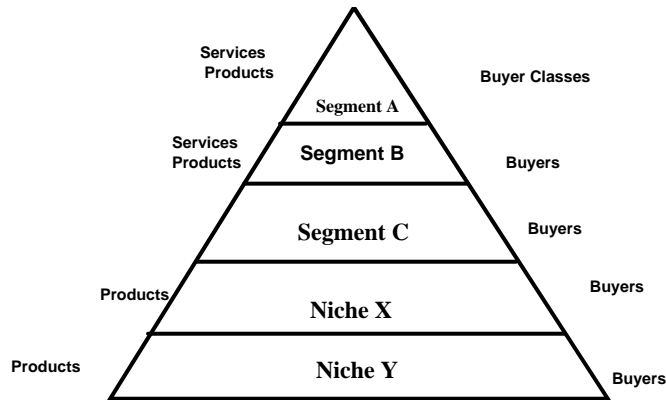 Services
Products
Buyer Classes
Segment A
Services
Products
Segment B
Buyers
Segment C
Buyers
Products
Niche X
Buyers
Products
Niche Y
Buyers